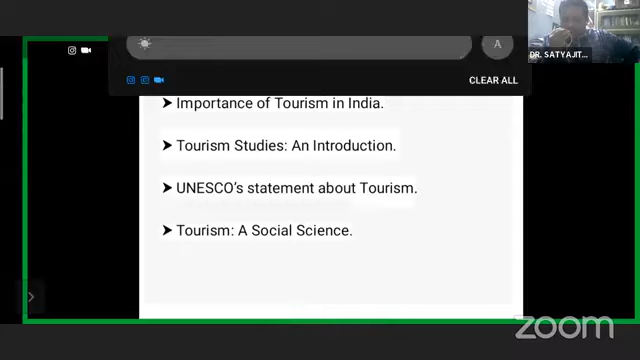 A
DR. SATYAJIT...
CLEAR ALL
➤ Importance of Tourism in India.
➤ Tourism Studies: An Introduction.
➤ UNESCO's statement about Tourism.
➤ Tourism: A Social Science.
zoom